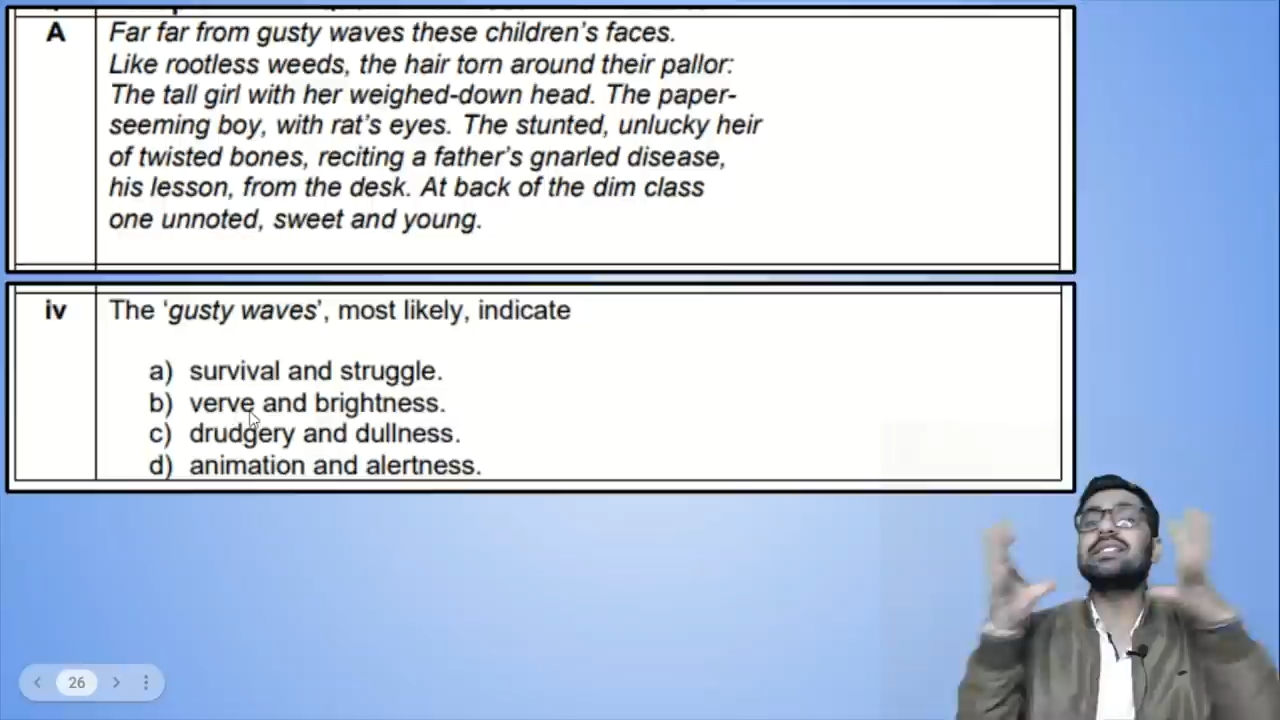 A
Far far from gusty waves these children's faces.
Like rootless weeds, the hair torn around their pallor:
The tall girl with her weighed-down head. The paper-
seeming boy, with rat's eyes. The stunted, unlucky heir
of twisted bones, reciting a father's gnarled disease,
his lesson, from the desk. At back of the dim class
one unnoted, sweet and young.
iv
The ‘gusty waves’, most likely, indicate
a) survival and struggle.
b) verve and brightness.
c) drudgery and dullness.
d) animation and alertness.
26